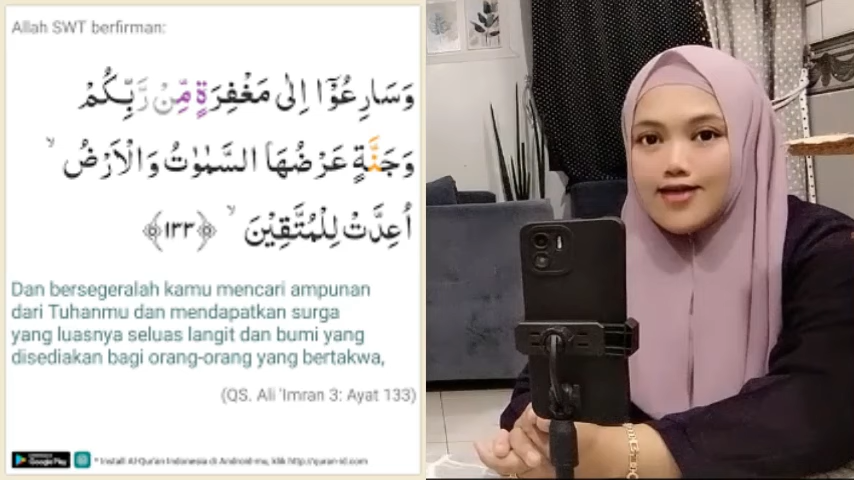 Allah SWT berfirman:
وَسَارِعُوْٓا اِلٰى مَغْفِرَةٍ مِّنْ رَّبِّكُمْ
وَجَنَّةٍ عَرْضُهَا السَّمٰوٰتُ وَالْاَرْضُ ۙ
اُعِدَّتْ لِلْمُتَّقِيْنَ ۙ ﴿١٣٣﴾
Dan bersegeralah kamu mencari ampunan
dari Tuhanmu dan mendapatkan surga
yang luasnya seluas langit dan bumi yang
disediakan bagi orang-orang yang bertakwa,
(QS. Ali 'Imran 3: Ayat 133)
Google Play * Install Al-Qur'an Indonesia di Android-mu, klik http://quran-id.com